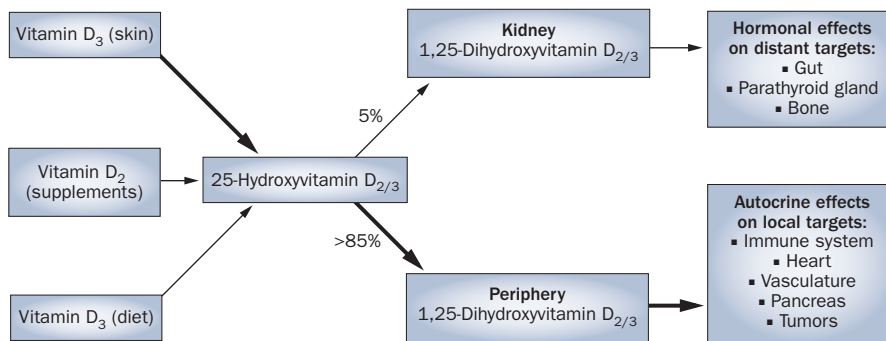 Vitamin D₃ (skin)
Vitamin D₂
(supplements)
Vitamin D₃ (diet)
25-Hydroxyvitamin D₂/₃
5%
>85%
Kidney
1,25-Dihydroxyvitamin D₂/₃
Periphery
1,25-Dihydroxyvitamin D₂/₃
Hormonal effects
on distant targets:
▪ Gut
▪ Parathyroid gland
▪ Bone
Autocrine effects
on local targets:
▪ Immune system
▪ Heart
▪ Vasculature
▪ Pancreas
▪ Tumors